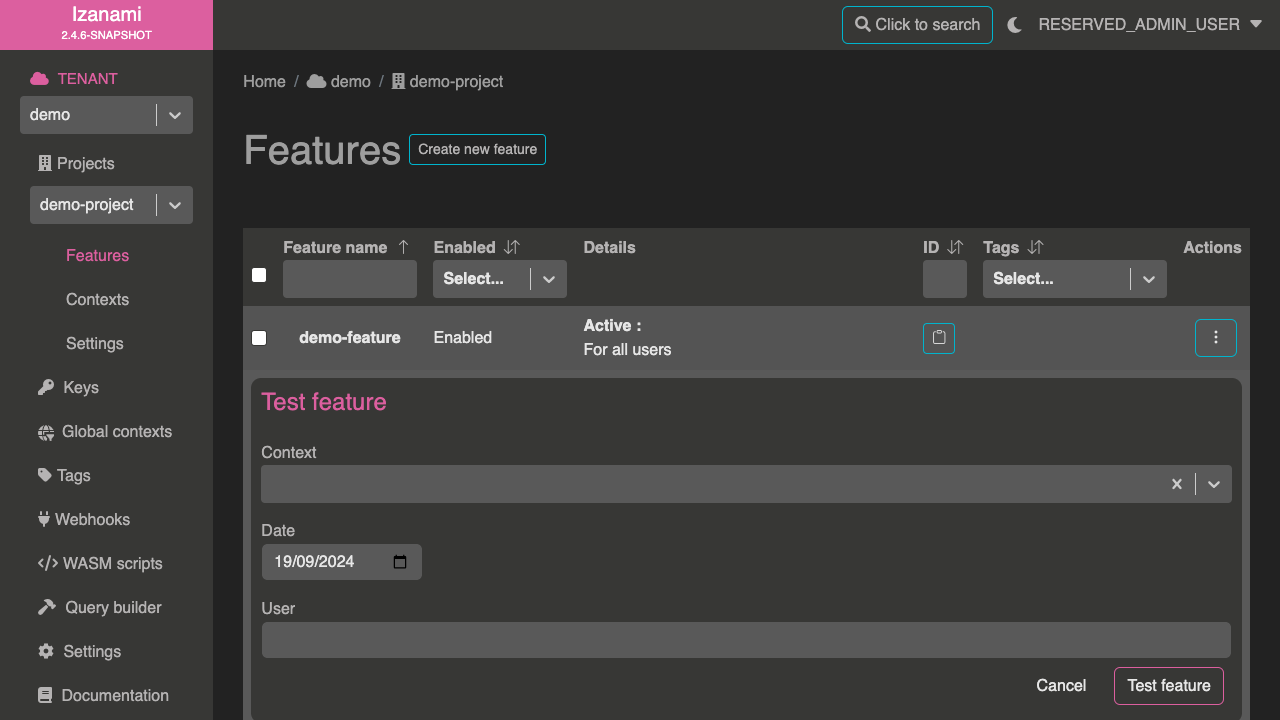 Izanami
2.4.6-SNAPSHOT
Click to search
RESERVED_ADMIN_USER
TENANT
demo
Projects
demo-project
Features
Contexts
Settings
Keys
Global contexts
Tags
Webhooks
WASM scripts
Query builder
Settings
Documentation
Home / demo / demo-project
Features
Create new feature
Feature name Enabled Details ID Tags Actions
Select... Select...
demo-feature Enabled
Active :
For all users
Test feature
Context
Date
19/09/2024
User
Cancel Test feature